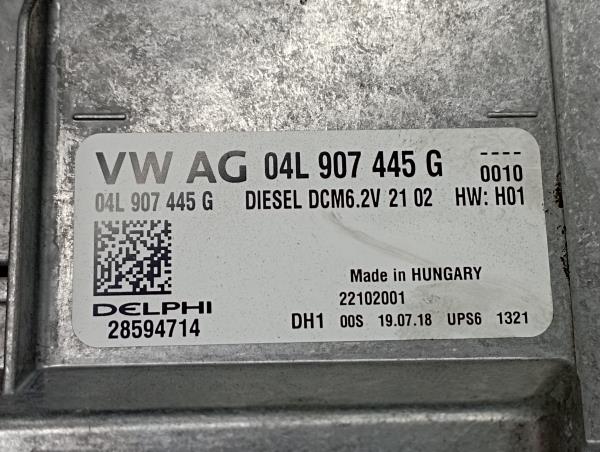 VW AG 04L 907 445 G ----
0010
04L 907 445 G DIESEL DCM6.2V 21 02 HW: H01
Made in HUNGARY
22102001
DELPHI
28594714 DH1 00S 19.07.18 UPS6 1321